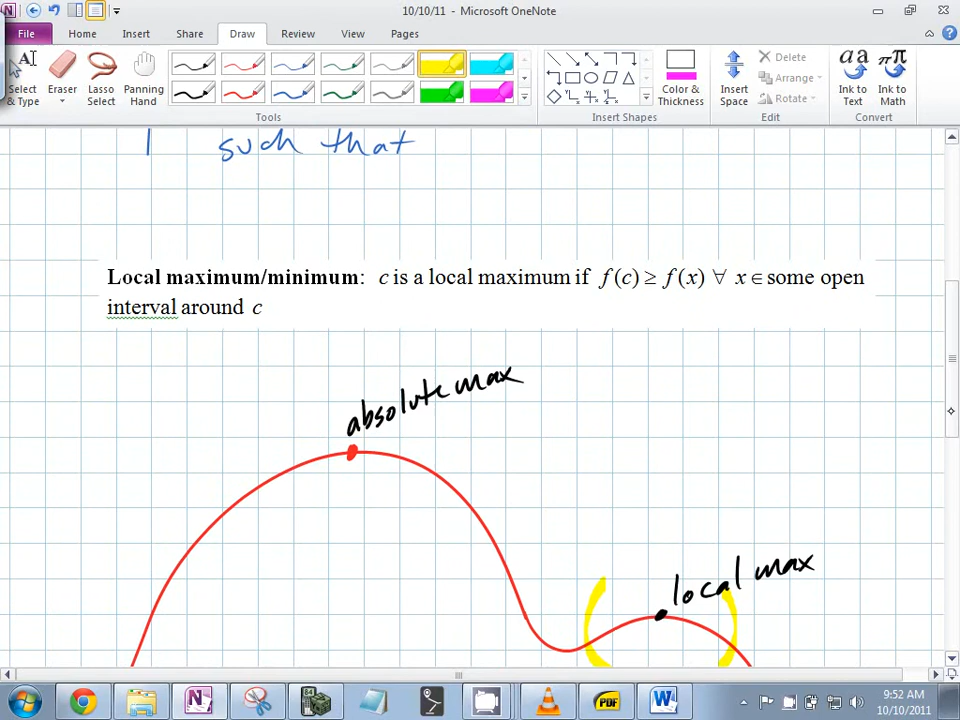 10/10/11 - Microsoft OneNote
File Home Insert Share Draw Review View Pages
Select & Type
Eraser
Lasso Select
Panning Hand
Color & Thickness
Insert Space
Delete
Arrange
Rotate
Ink to Text
Ink to Math
Tools
Insert Shapes
Edit
Convert
such that
Local maximum/minimum: c is a local maximum if f(c) ≥ f(x) ∀ x ∈ some open
interval around c
absolute max
local max
PDF
9:52 AM
10/10/2011